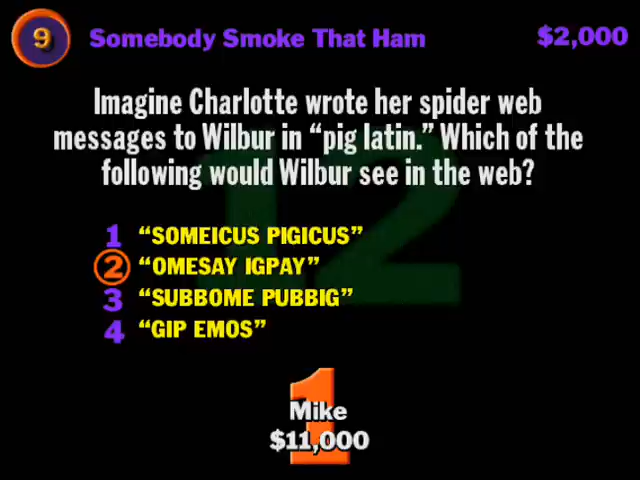 9 Somebody Smoke That Ham $2,000
Imagine Charlotte wrote her spider web
messages to Wilbur in “pig latin.” Which of the
following would Wilbur see in the web?
12
1 “SOMEICUS PIGICUS”
2 “OMESAY IGPAY”
3 “SUBBOME PUBBIG”
4 “GIP EMOS”
1
Mike
$11,000